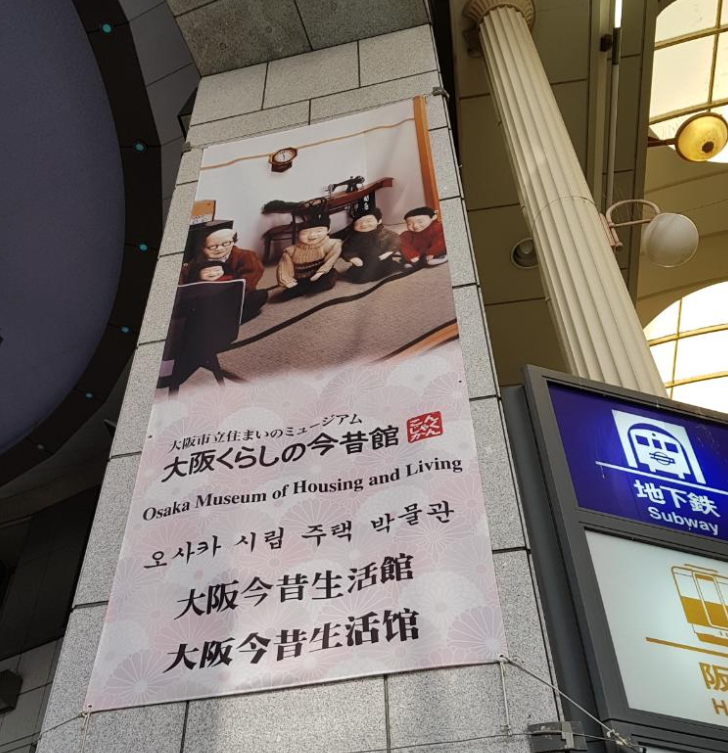 大阪市立住まいのミュージアム
大阪くらしの今昔館
こんじゃくかん
Osaka Museum of Housing and Living
오사카 시립 주택 박물관
大阪今昔生活館
大阪今昔生活馆
地下鉄
Subway
阪
H